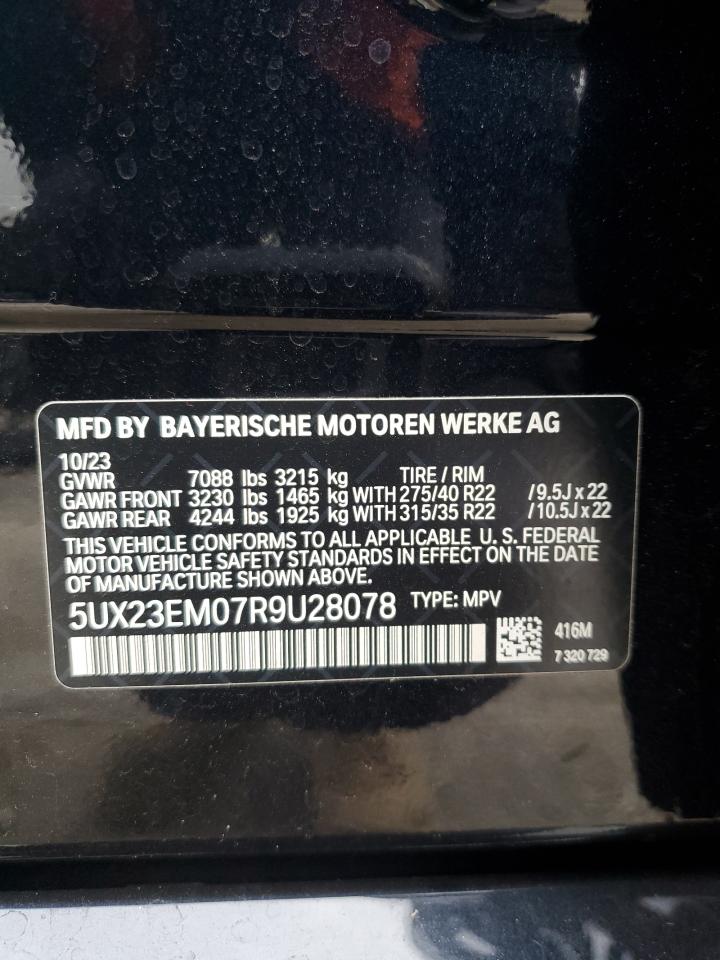 MFD BY BAYERISCHE MOTOREN WERKE AG
10/23
GVWR 7088 lbs 3215 kg TIRE / RIM
GAWR FRONT 3230 lbs 1465 kg WITH 275/40 R22 /9.5J x 22
GAWR REAR 4244 lbs 1925 kg WITH 315/35 R22 /10.5J x 22
THIS VEHICLE CONFORMS TO ALL APPLICABLE U. S. FEDERAL
MOTOR VEHICLE SAFETY STANDARDS IN EFFECT ON THE DATE
OF MANUFACTURE SHOWN ABOVE.
5UX23EM07R9U28078 TYPE: MPV
416M
7 320 729